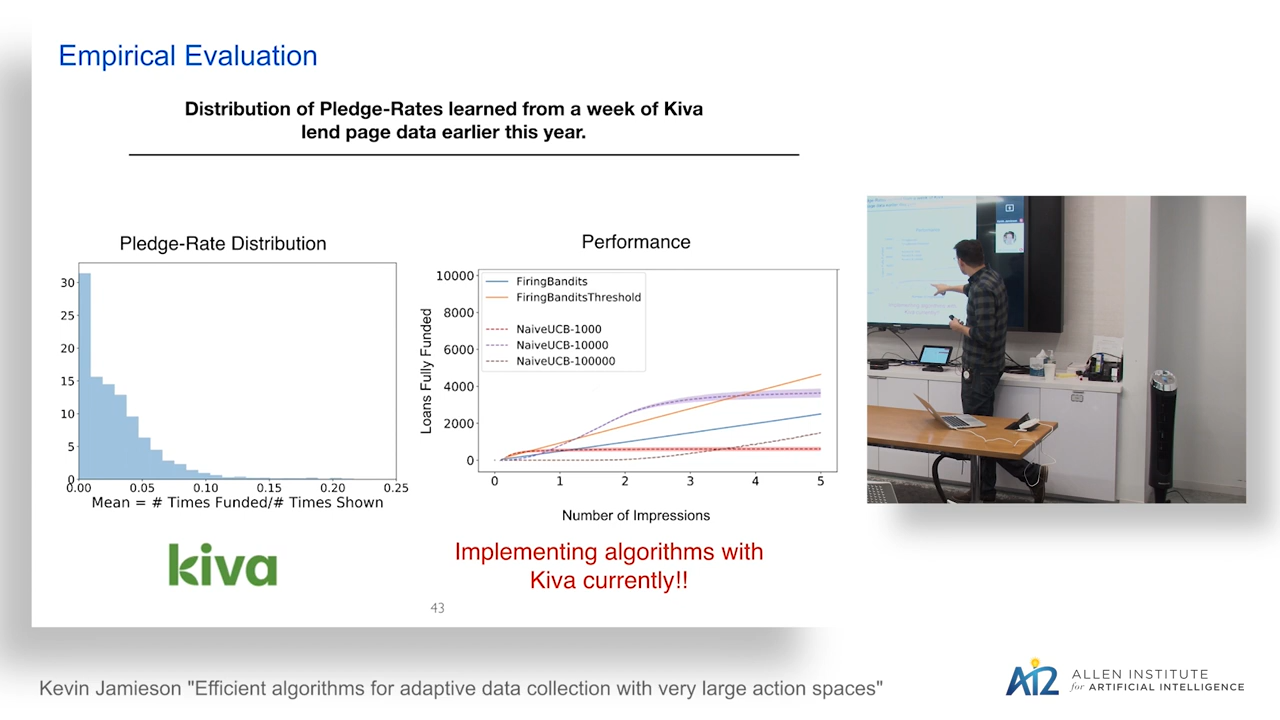 Empirical Evaluation
Distribution of Pledge-Rates learned from a week of Kiva
lend page data earlier this year.
Pledge-Rate Distribution
30
25
20
15
10
5
0
0.00 0.05 0.10 0.15 0.20 0.25
Mean = # Times Funded/# Times Shown
kiva
Performance
Loans Fully Funded
10000
8000
6000
4000
2000
0
FiringBandits
FiringBanditsThreshold
NaiveUCB-1000
NaiveUCB-10000
NaiveUCB-100000
0 1 2 3 4 5
Number of Impressions
Implementing algorithms with
Kiva currently!!
43
Kevin Jamieson "Efficient algorithms for adaptive data collection with very large action spaces"
AI2
ALLEN INSTITUTE
for ARTIFICIAL INTELLIGENCE